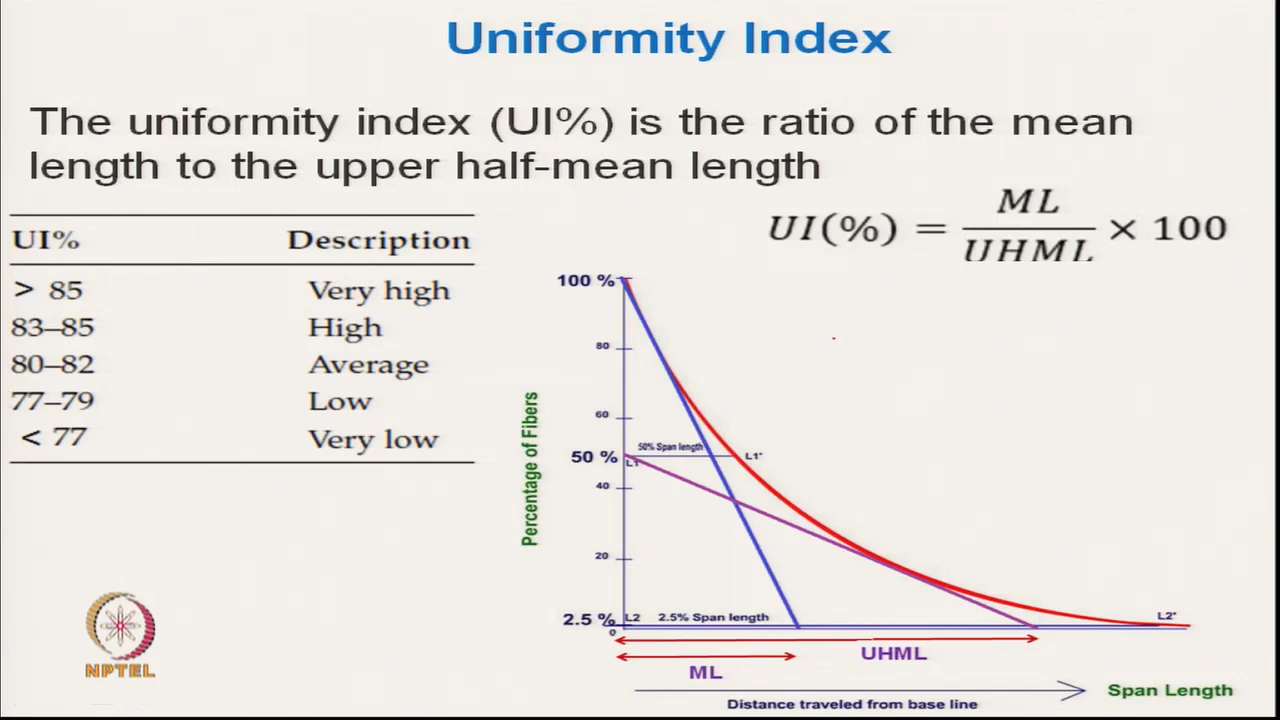 Uniformity Index
The uniformity index (UI%) is the ratio of the mean
length to the upper half-mean length
UI(%) = ML / UHML × 100
UI% Description
> 85 Very high
83–85 High
80–82 Average
77–79 Low
< 77 Very low
Percentage of Fibers
100 %
80
60
50 %
40
20
2.5 %
0
50% Span length
L1
L1'
L2
2.5% Span length
L2'
UHML
ML
Span Length
Distance traveled from base line
NPTEL